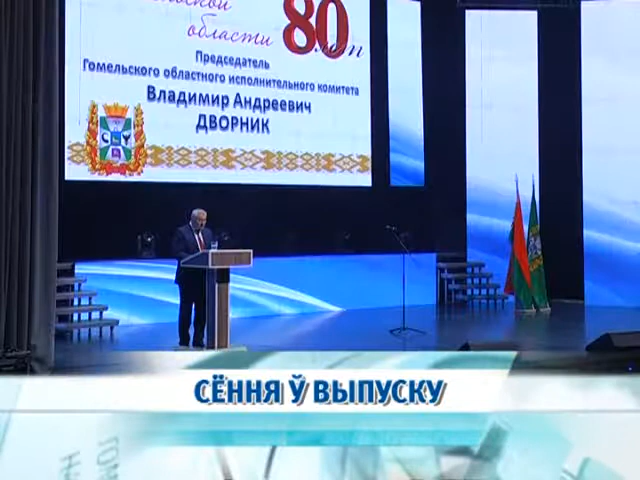 области
80
лет
Председатель
Гомельского областного исполнительного комитета
Владимир Андреевич
ДВОРНИК
СЁННЯ Ў ВЫПУСКУ